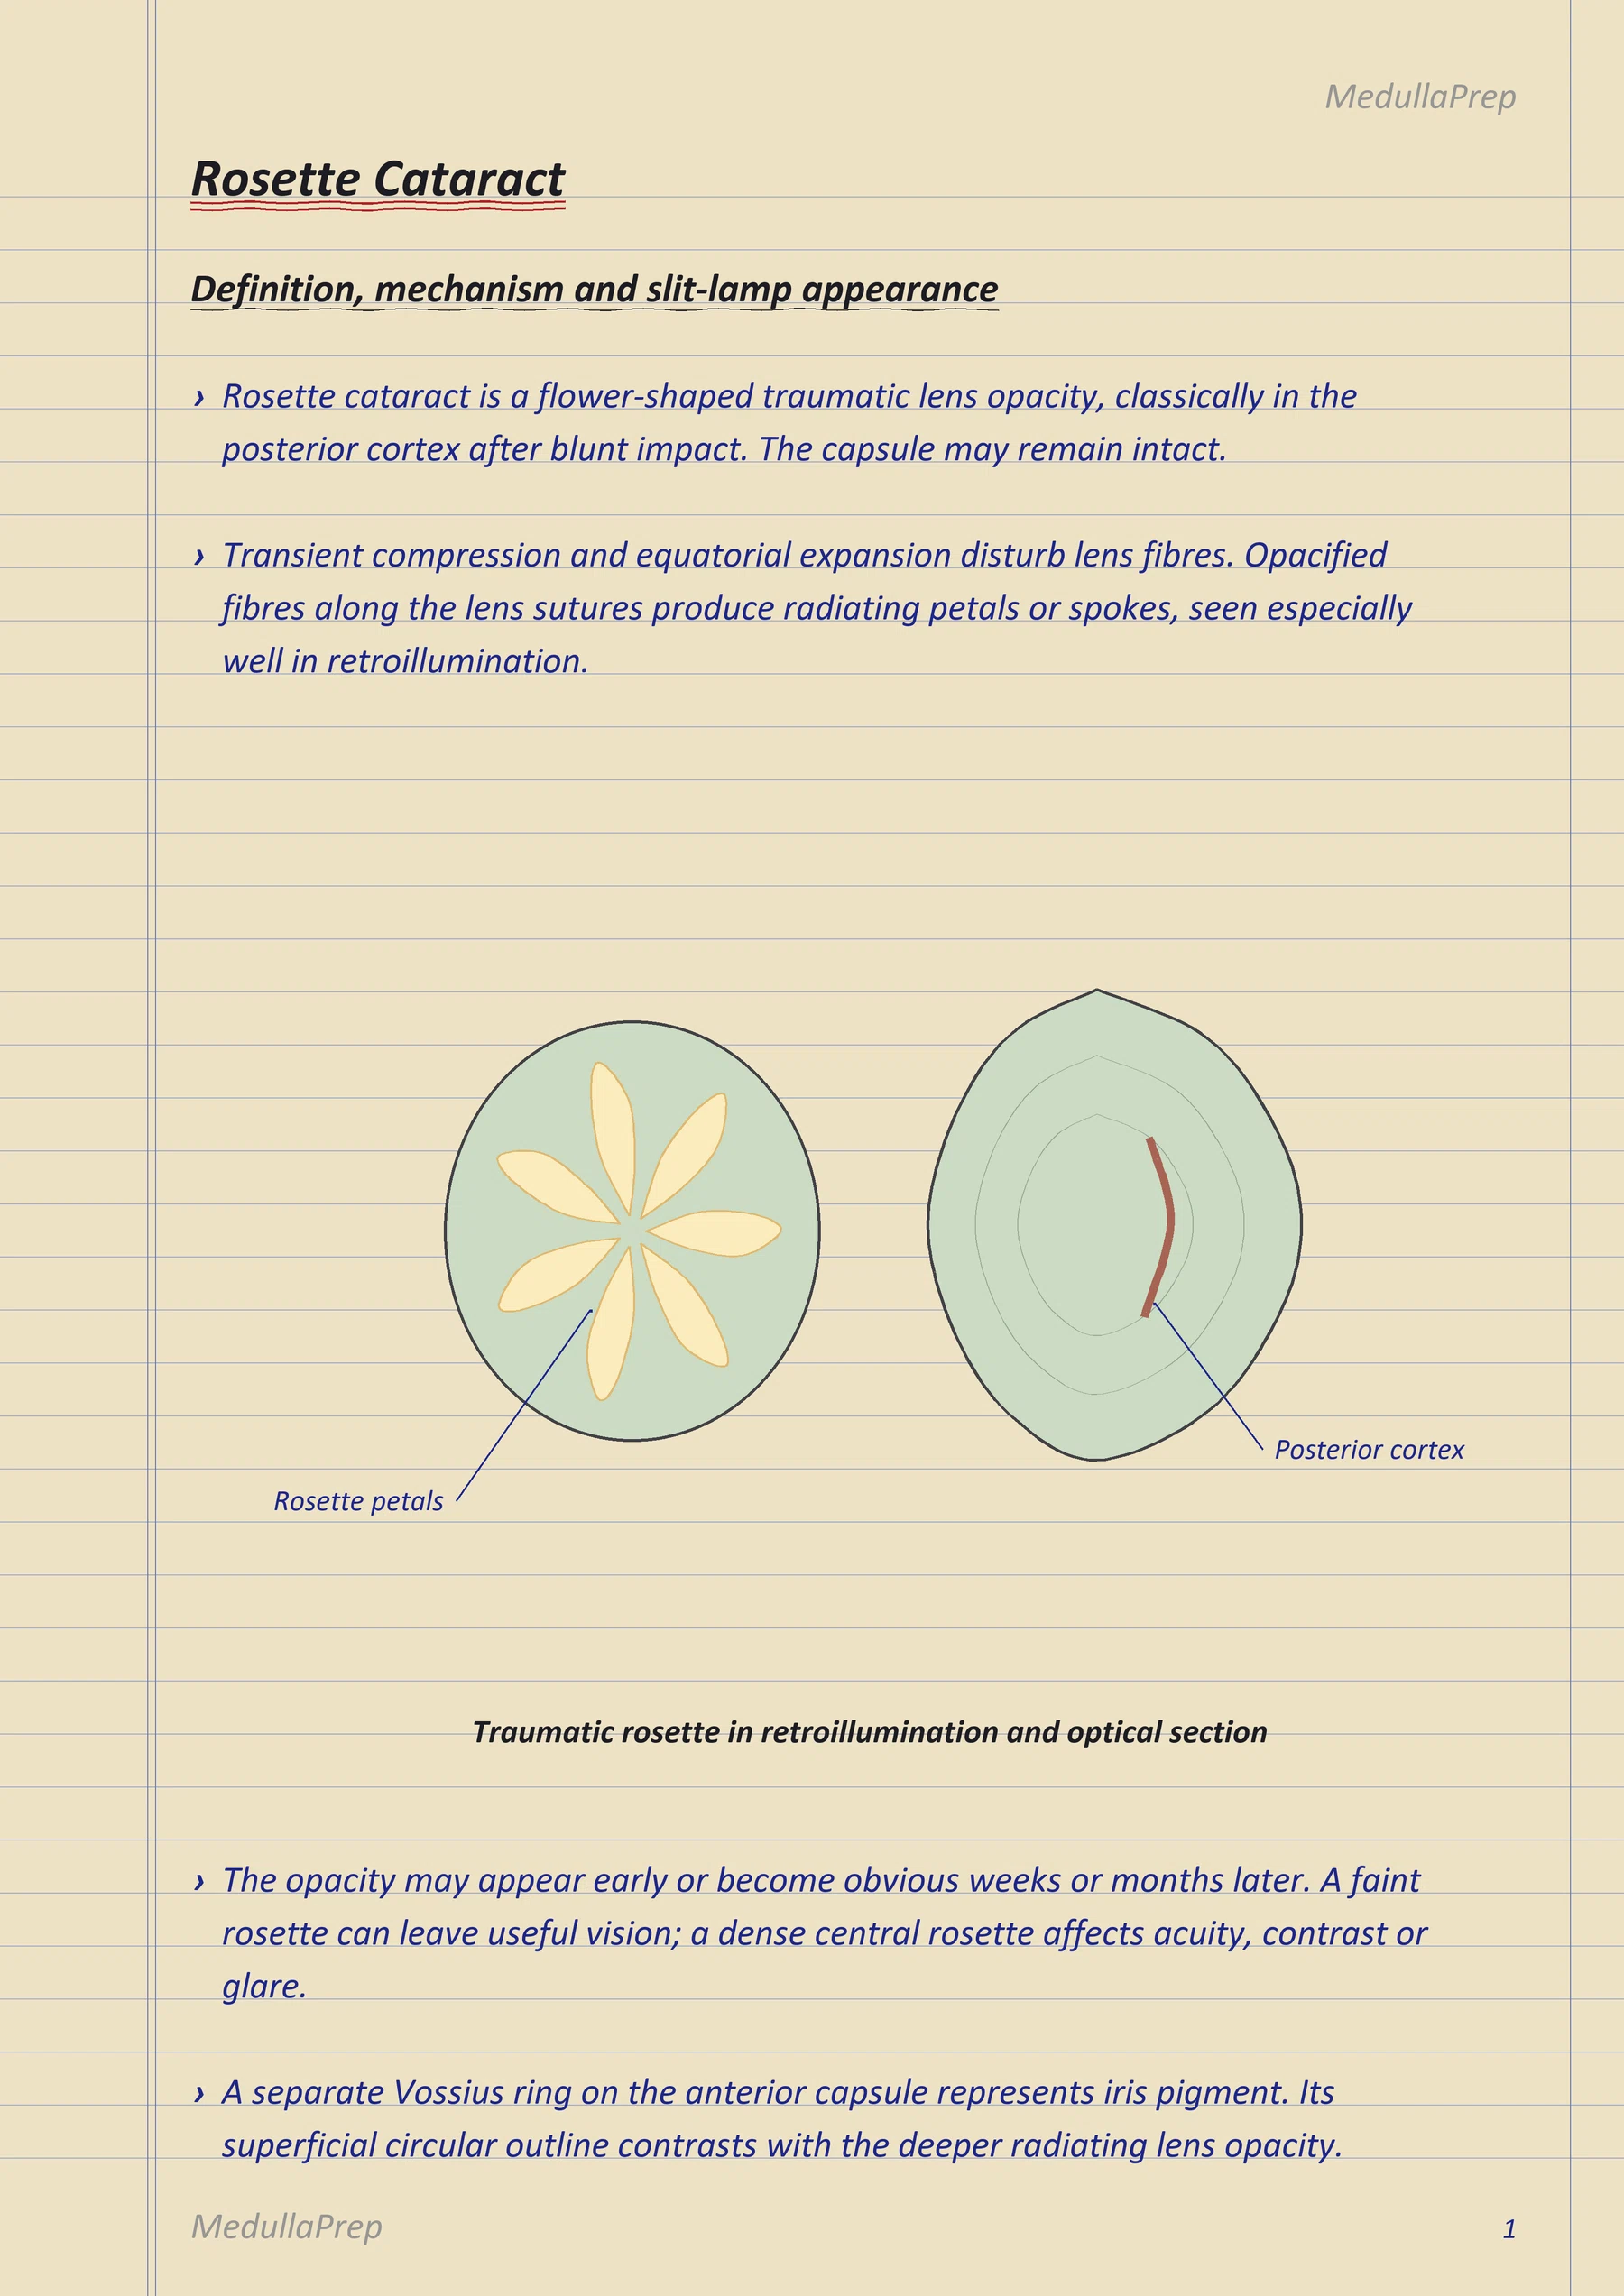 MedullaPrep
Rosette Cataract
Definition, mechanism and slit-lamp appearance
› Rosette cataract is a flower-shaped traumatic lens opacity, classically in the
posterior cortex after blunt impact. The capsule may remain intact.
› Transient compression and equatorial expansion disturb lens fibres. Opacified
fibres along the lens sutures produce radiating petals or spokes, seen especially
well in retroillumination.
Posterior cortex
Rosette petals
Traumatic rosette in retroillumination and optical section
› The opacity may appear early or become obvious weeks or months later. A faint
rosette can leave useful vision; a dense central rosette affects acuity, contrast or
glare.
› A separate Vossius ring on the anterior capsule represents iris pigment. Its
superficial circular outline contrasts with the deeper radiating lens opacity.
MedullaPrep
1